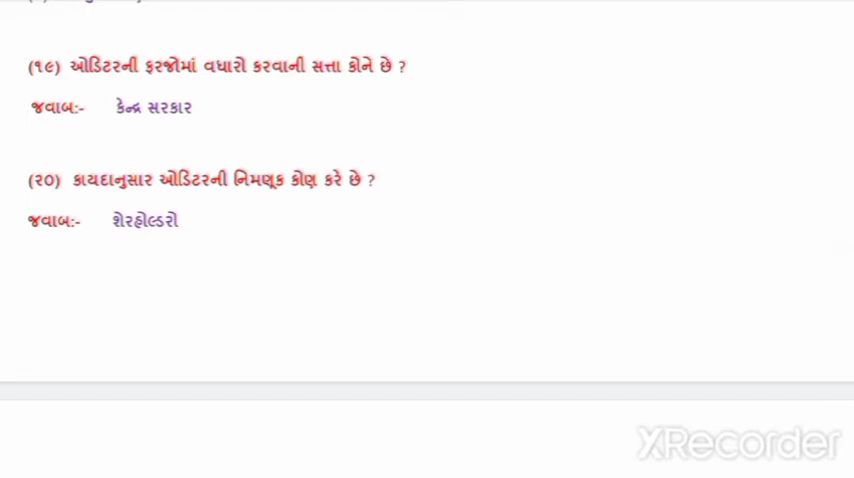 (૧૯) ઓડિટરની ફરજોમાં વધારો કરવાની સત્તા કોને છે ?
જવાબ:- કેન્દ્ર સરકાર
(૨૦) કાયદાનુસાર ઓડિટરની નિમણૂક કોણ કરે છે ?
જવાબ:- શેરહોલ્ડરો
XRecorder